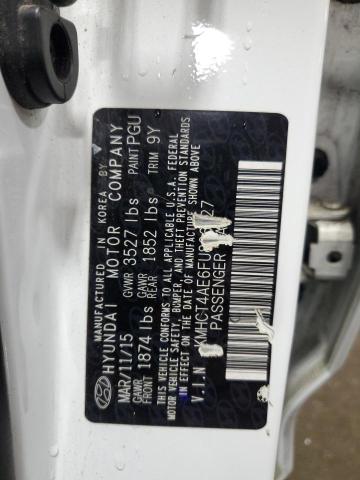 MANUFACTURED IN KOREA BY
HYUNDAI MOTOR COMPANY
MAR/11/15 GVWR 3527 lbs PAINT PGU
GAWR FRONT 1874 lbs GAWR REAR 1852 lbs TRIM 9Y
THIS VEHICLE CONFORMS TO ALL APPLICABLE U.S.A. FEDERAL
MOTOR VEHICLE SAFETY, BUMPER, AND THEFT PREVENTION STANDARDS
IN EFFECT ON THE DATE OF MANUFACTURE SHOWN ABOVE
V.I.N KMHCT4AE6FU 27
PASSENGER